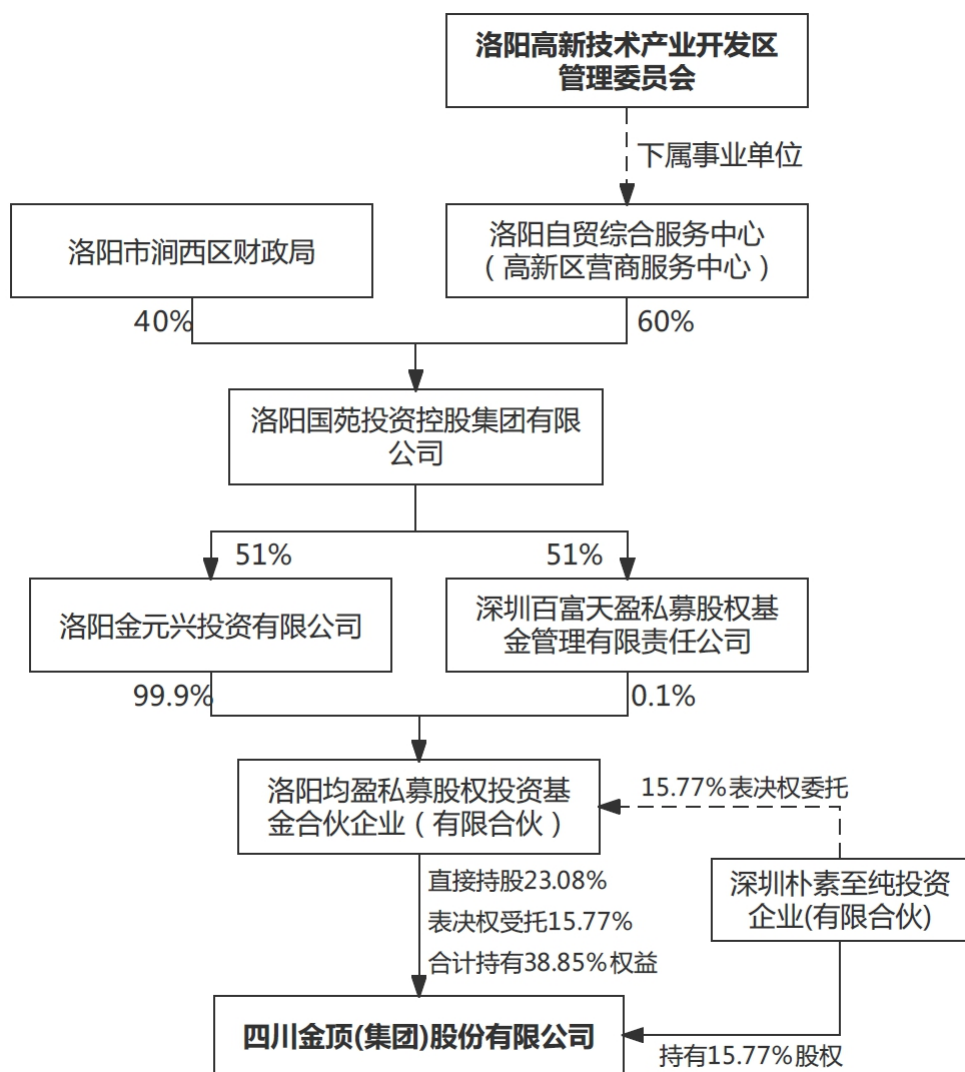 洛阳高新技术产业开发区
管理委员会
下属事业单位
洛阳市涧西区财政局
洛阳自贸综合服务中心
（高新区营商服务中心）
40%
60%
洛阳国苑投资控股集团有限
公司
51%
51%
洛阳金元兴投资有限公司
深圳百富天盈私募股权基
金管理有限责任公司
99.9%
0.1%
洛阳均盈私募股权投资基
金合伙企业（有限合伙）
15.77%表决权委托
直接持股23.08%
表决权受托15.77%
合计持有38.85%权益
深圳朴素至纯投资
企业(有限合伙)
四川金顶(集团)股份有限公司
持有15.77%股权